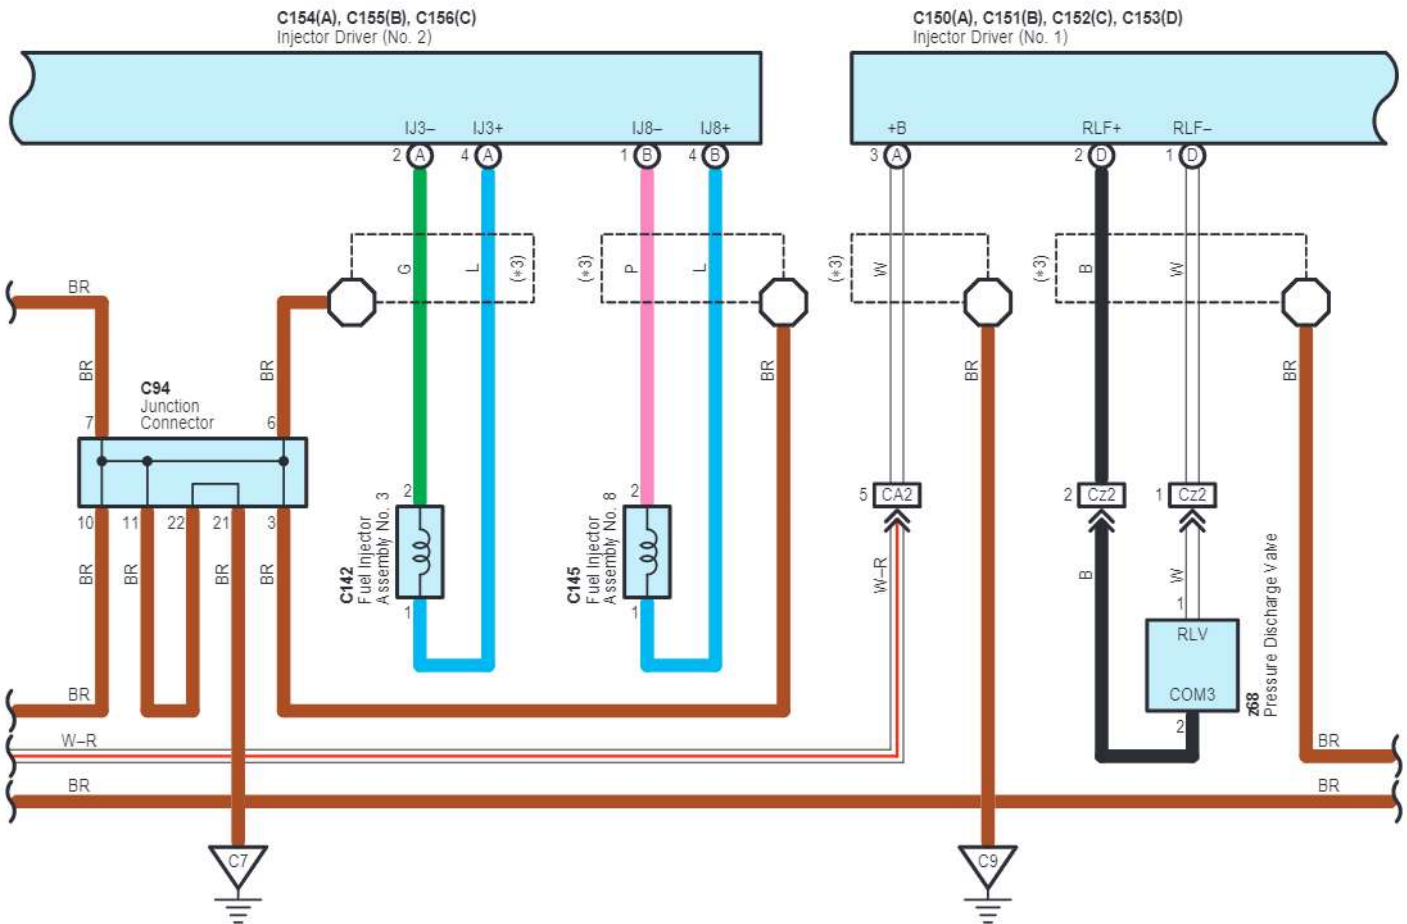 C154(A), C155(B), C156(C)
Injector Driver (No. 2)
C150(A), C151(B), C152(C), C153(D)
Injector Driver (No. 1)
IJ3– IJ3+ IJ8– IJ8+ +B RLF+ RLF–
2 A 4 A 1 B 4 B 3 A 2 D 1 D
G L (*3) (*3) P L (*3) W (*3) B W
BR
BR BR BR BR BR
C94
Junction
Connector
7 6
10 11 22 21 3
BR BR BR BR
2
C142
Fuel Injector
Assembly No. 3
1
2
C145
Fuel Injector
Assembly No. 8
1
5 CA2 2 Cz2 1 Cz2
W–R B W
1
RLV
COM3
2
z68
Pressure Discharge Valve
BR
W–R BR
BR BR
C7 C9